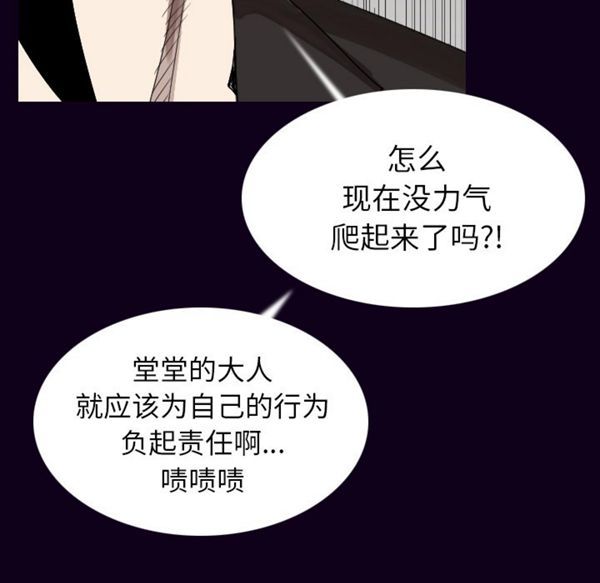 怎么
现在没力气
爬起来了吗?!
堂堂的大人
就应该为自己的行为
负起责任啊...
啧啧啧